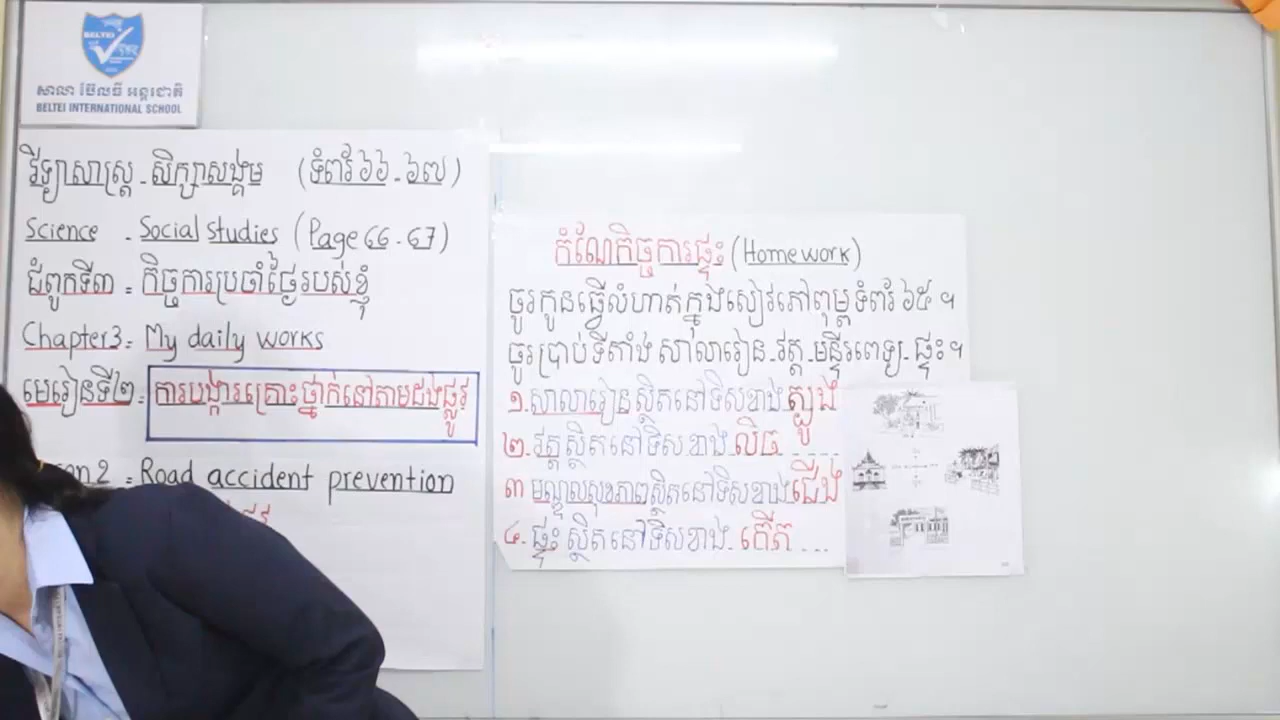 BELTEI
សាលា ប៊ែលធី អន្តរជាតិ
BELTEI INTERNATIONAL SCHOOL
វិទ្យាសាស្ត្រ - សិក្សាសង្គម (ទំព័រ ៦៦ - ៦៧)
Science - Social studies (Page 66 - 67)
ជំពូកទី៣ = កិច្ចការប្រចាំថ្ងៃរបស់ខ្ញុំ
Chapter3 = My daily works
មេរៀនទី២ = ការបង្ការគ្រោះថ្នាក់នៅតាមដងផ្លូវ
on 2 = Road accident prevention
កំណែកិច្ចការផ្ទះ (Homework)
ចូរកូនធ្វើលំហាត់ក្នុងសៀវភៅពុម្ពទំព័រ ៦៥ ។
ចូរប្រាប់ទីតាំង សាលារៀន - វត្ត - មន្ទីរពេទ្យ - ផ្ទះ ។
១. សាលារៀនស្ថិតនៅទិសខាងត្បូង
២. វត្តស្ថិតនៅទិសខាង លិច ....
៣ មណ្ឌលសុខភាពស្ថិតនៅទិសខាងជើង
៤. ផ្ទះ ស្ថិតនៅទិសខាង កើត ...